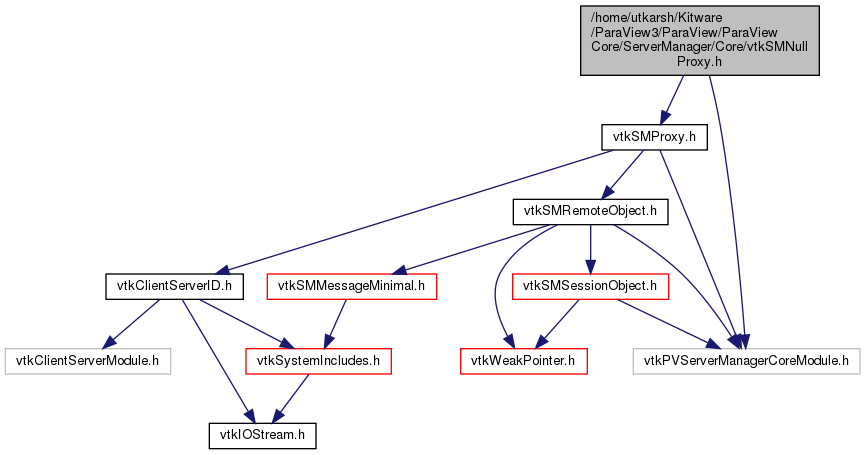 /home/utkarsh/Kitware
/ParaView3/ParaView/ParaView
Core/ServerManager/Core/vtkSMNull
Proxy.h
vtkSMProxy.h
vtkSMRemoteObject.h
vtkClientServerID.h
vtkSMMessageMinimal.h
vtkSMSessionObject.h
vtkClientServerModule.h
vtkSystemIncludes.h
vtkWeakPointer.h
vtkPVServerManagerCoreModule.h
vtkIOStream.h